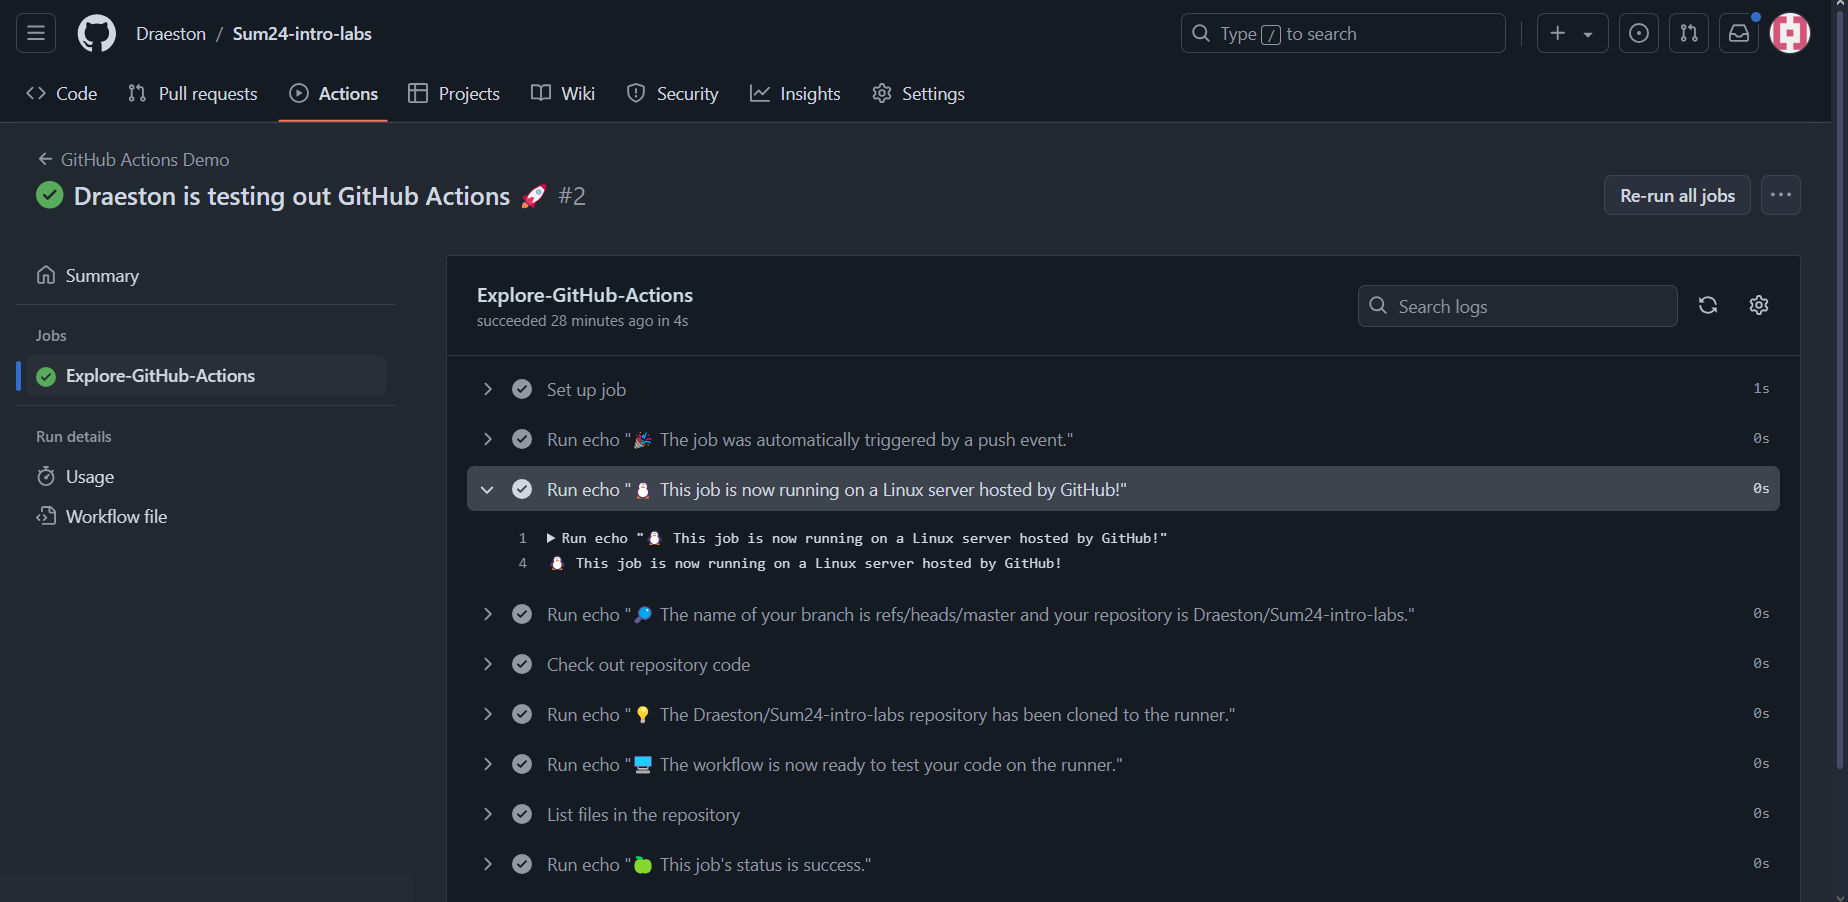 Draeston / Sum24-intro-labs
Type / to search
Code Pull requests Actions Projects Wiki Security Insights Settings
GitHub Actions Demo
Draeston is testing out GitHub Actions 🚀 #2
Re-run all jobs
Summary
Jobs
Explore-GitHub-Actions
Run details
Usage
Workflow file
Explore-GitHub-Actions
succeeded 28 minutes ago in 4s
Search logs
Set up job 1s
Run echo "🎉 The job was automatically triggered by a push event." 0s
Run echo "🐧 This job is now running on a Linux server hosted by GitHub!" 0s
1 ▶Run echo "🐧 This job is now running on a Linux server hosted by GitHub!"
4 🐧 This job is now running on a Linux server hosted by GitHub!
Run echo "🔎 The name of your branch is refs/heads/master and your repository is Draeston/Sum24-intro-labs." 0s
Check out repository code 0s
Run echo "💡 The Draeston/Sum24-intro-labs repository has been cloned to the runner." 0s
Run echo "🖥️ The workflow is now ready to test your code on the runner." 0s
List files in the repository 0s
Run echo "🍏 This job's status is success." 0s